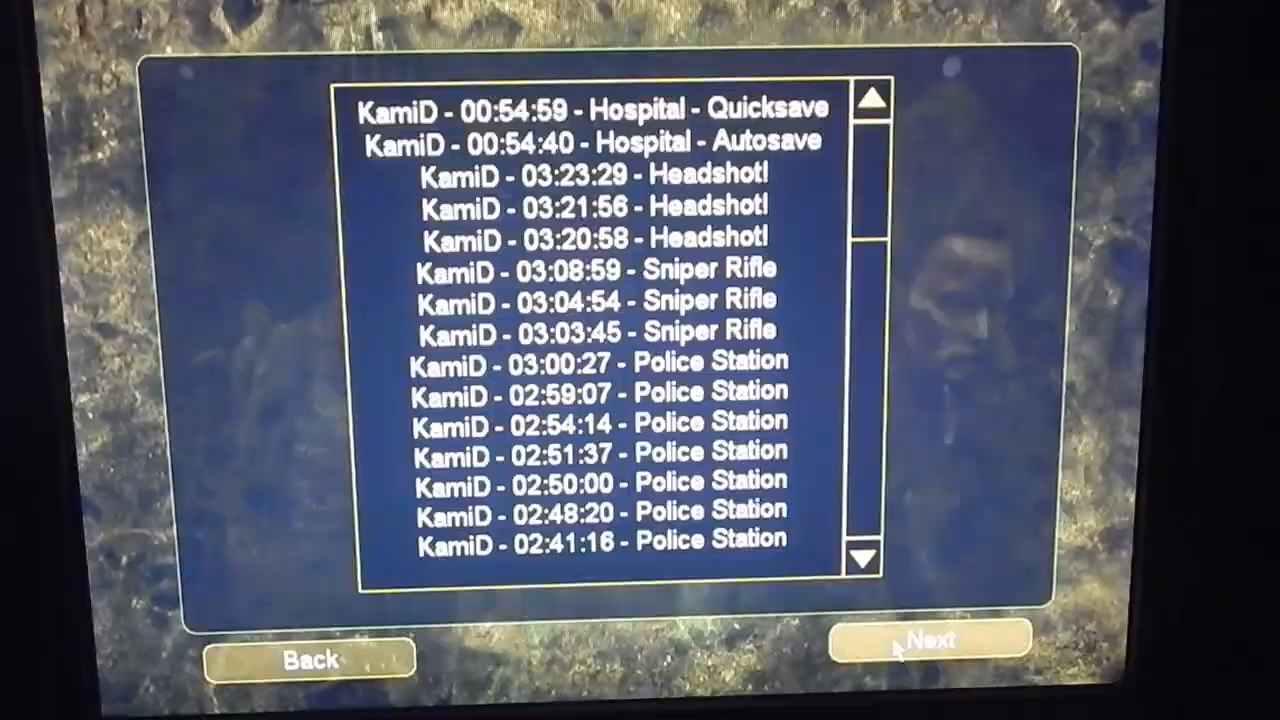 KamiD - 00:54:59 - Hospital - Quicksave
KamiD - 00:54:40 - Hospital - Autosave
KamiD - 03:23:29 - Headshot!
KamiD - 03:21:56 - Headshot!
KamiD - 03:20:58 - Headshot!
KamiD - 03:08:59 - Sniper Rifle
KamiD - 03:04:54 - Sniper Rifle
KamiD - 03:03:45 - Sniper Rifle
KamiD - 03:00:27 - Police Station
KamiD - 02:59:07 - Police Station
KamiD - 02:54:14 - Police Station
KamiD - 02:51:37 - Police Station
KamiD - 02:50:00 - Police Station
KamiD - 02:48:20 - Police Station
KamiD - 02:41:16 - Police Station
Back
Next